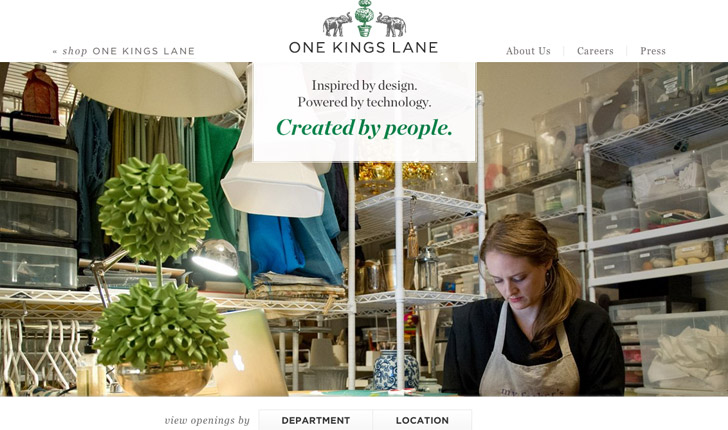 « shop ONE KINGS LANE
ONE KINGS LANE
About Us
Careers
Press
Inspired by design.
Powered by technology.
Created by people.
view openings by
DEPARTMENT
LOCATION